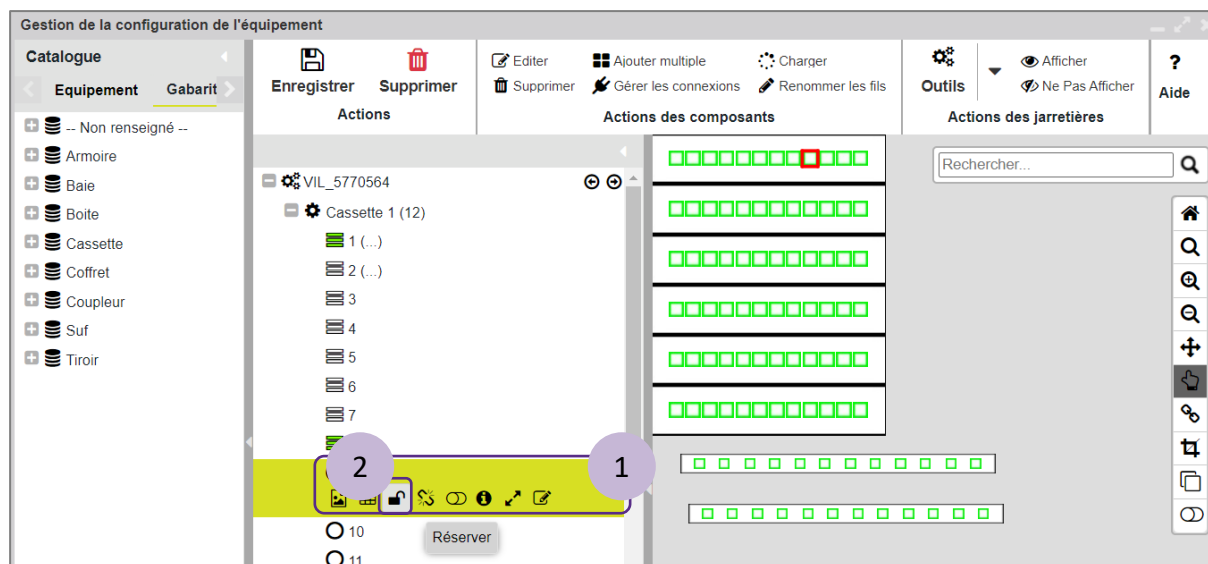 Gestion de la configuration de l'équipement
Catalogue
Equipement Gabarit
-- Non renseigné --
Armoire
Baie
Boite
Cassette
Coffret
Coupleur
Suf
Tiroir
Enregistrer Supprimer
Actions
Editer Ajouter multiple Charger
Supprimer Gérer les connexions Renommer les fils
Actions des composants
Outils
Afficher
Ne Pas Afficher
Actions des jarretières
?
Aide
VIL_5770564
Cassette 1 (12)
1 (...)
2 (...)
3
4
5
6
7
2 1
10
Réserver
11
Rechercher...